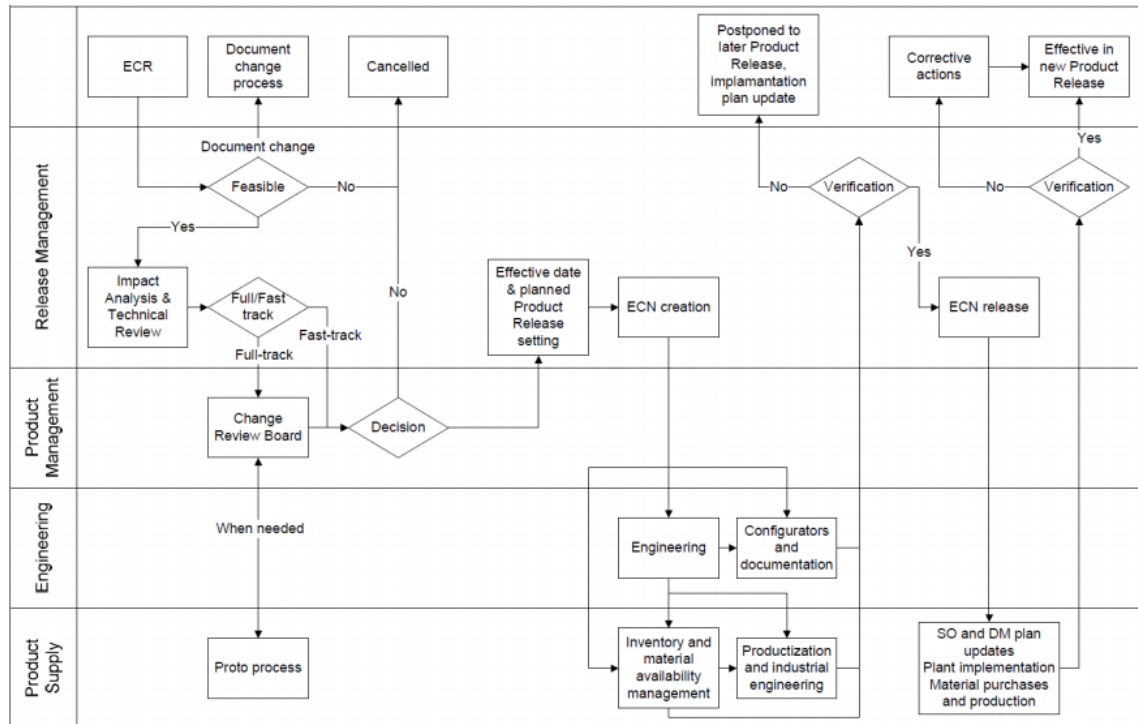 ECR
Document
change
process
Cancelled
Postponed to
later Product
Release,
implamantation
plan update
Corrective
actions
Effective in
new Product
Release
Release Management
Document change
Feasible
No
Yes
Impact
Analysis &
Technical
Review
Full/Fast
track
Fast-track
Full-track
No
Effective date
& planned
Product
Release
setting
ECN creation
No
Verification
Yes
ECN release
No
Verification
Yes
Product
Management
Change
Review Board
Decision
Engineering
When needed
Engineering
Configurators
and
documentation
Product
Supply
Proto process
Inventory and
material
availability
management
Productization
and industrial
engineering
SO and DM plan
updates
Plant implementation
Material purchases
and production